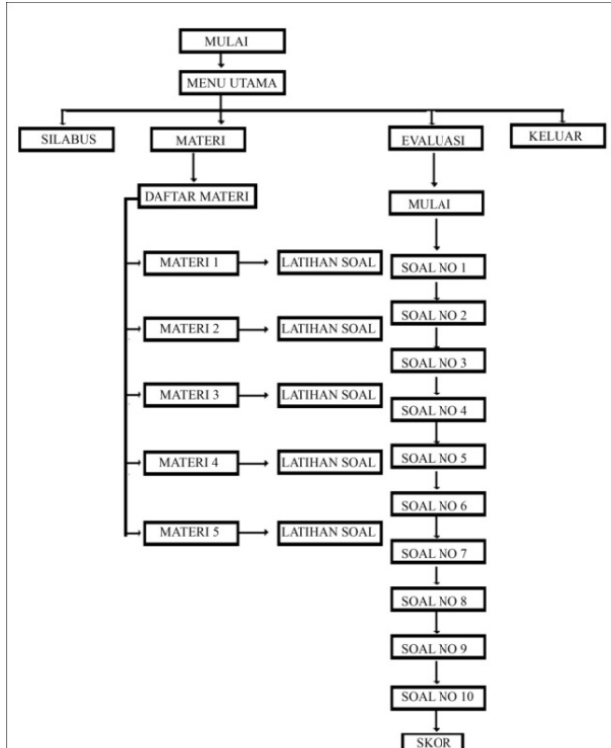 MULAI
MENU UTAMA
SILABUS
MATERI
EVALUASI
KELUAR
DAFTAR MATERI
MULAI
MATERI 1
LATIHAN SOAL
SOAL NO 1
SOAL NO 2
MATERI 2
LATIHAN SOAL
SOAL NO 3
MATERI 3
LATIHAN SOAL
SOAL NO 4
MATERI 4
LATIHAN SOAL
SOAL NO 5
SOAL NO 6
MATERI 5
LATIHAN SOAL
SOAL NO 7
SOAL NO 8
SOAL NO 9
SOAL NO 10
SKOR